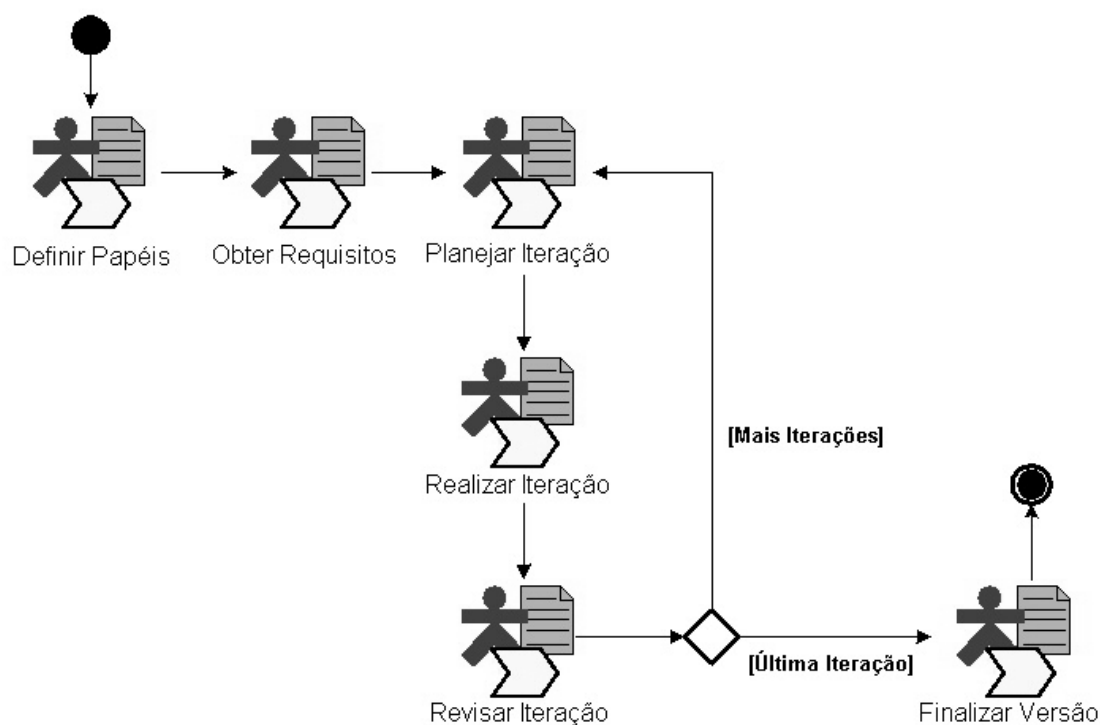 Definir Papéis
Obter Requisitos
Planejar Iteração
Realizar Iteração
[Mais Iterações]
[Última Iteração]
Revisar Iteração
Finalizar Versão